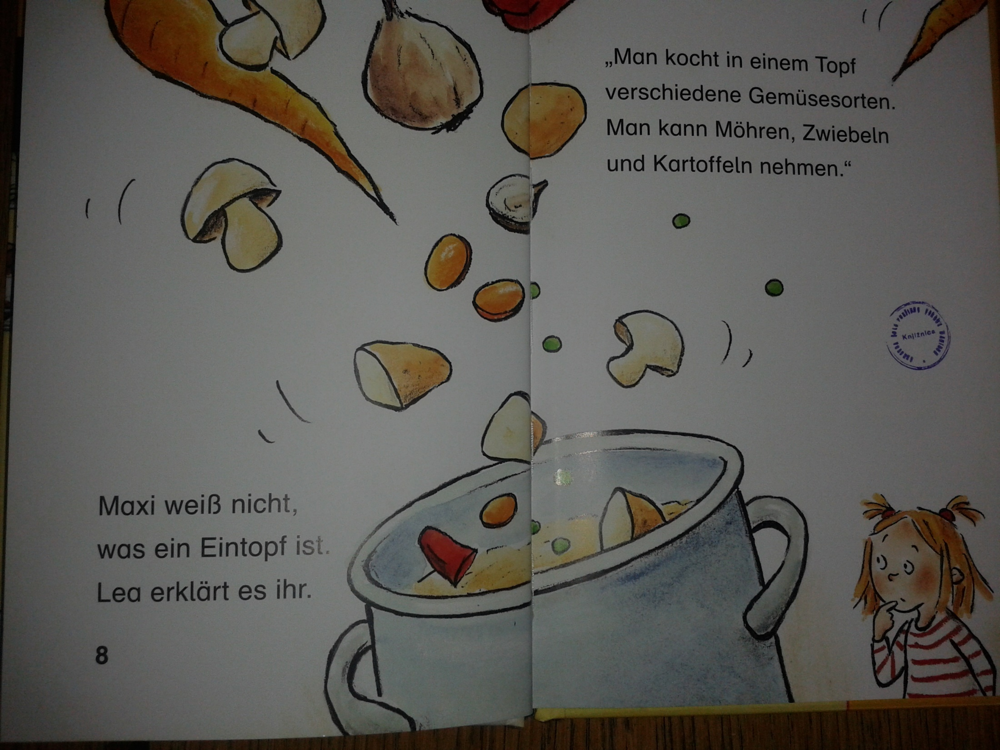 Maxi weiß nicht,
was ein Eintopf ist.
Lea erklärt es ihr.
8
„Man kocht in einem Topf
verschiedene Gemüsesorten.
Man kann Möhren, Zwiebeln
und Kartoffeln nehmen.“
Knjižnica